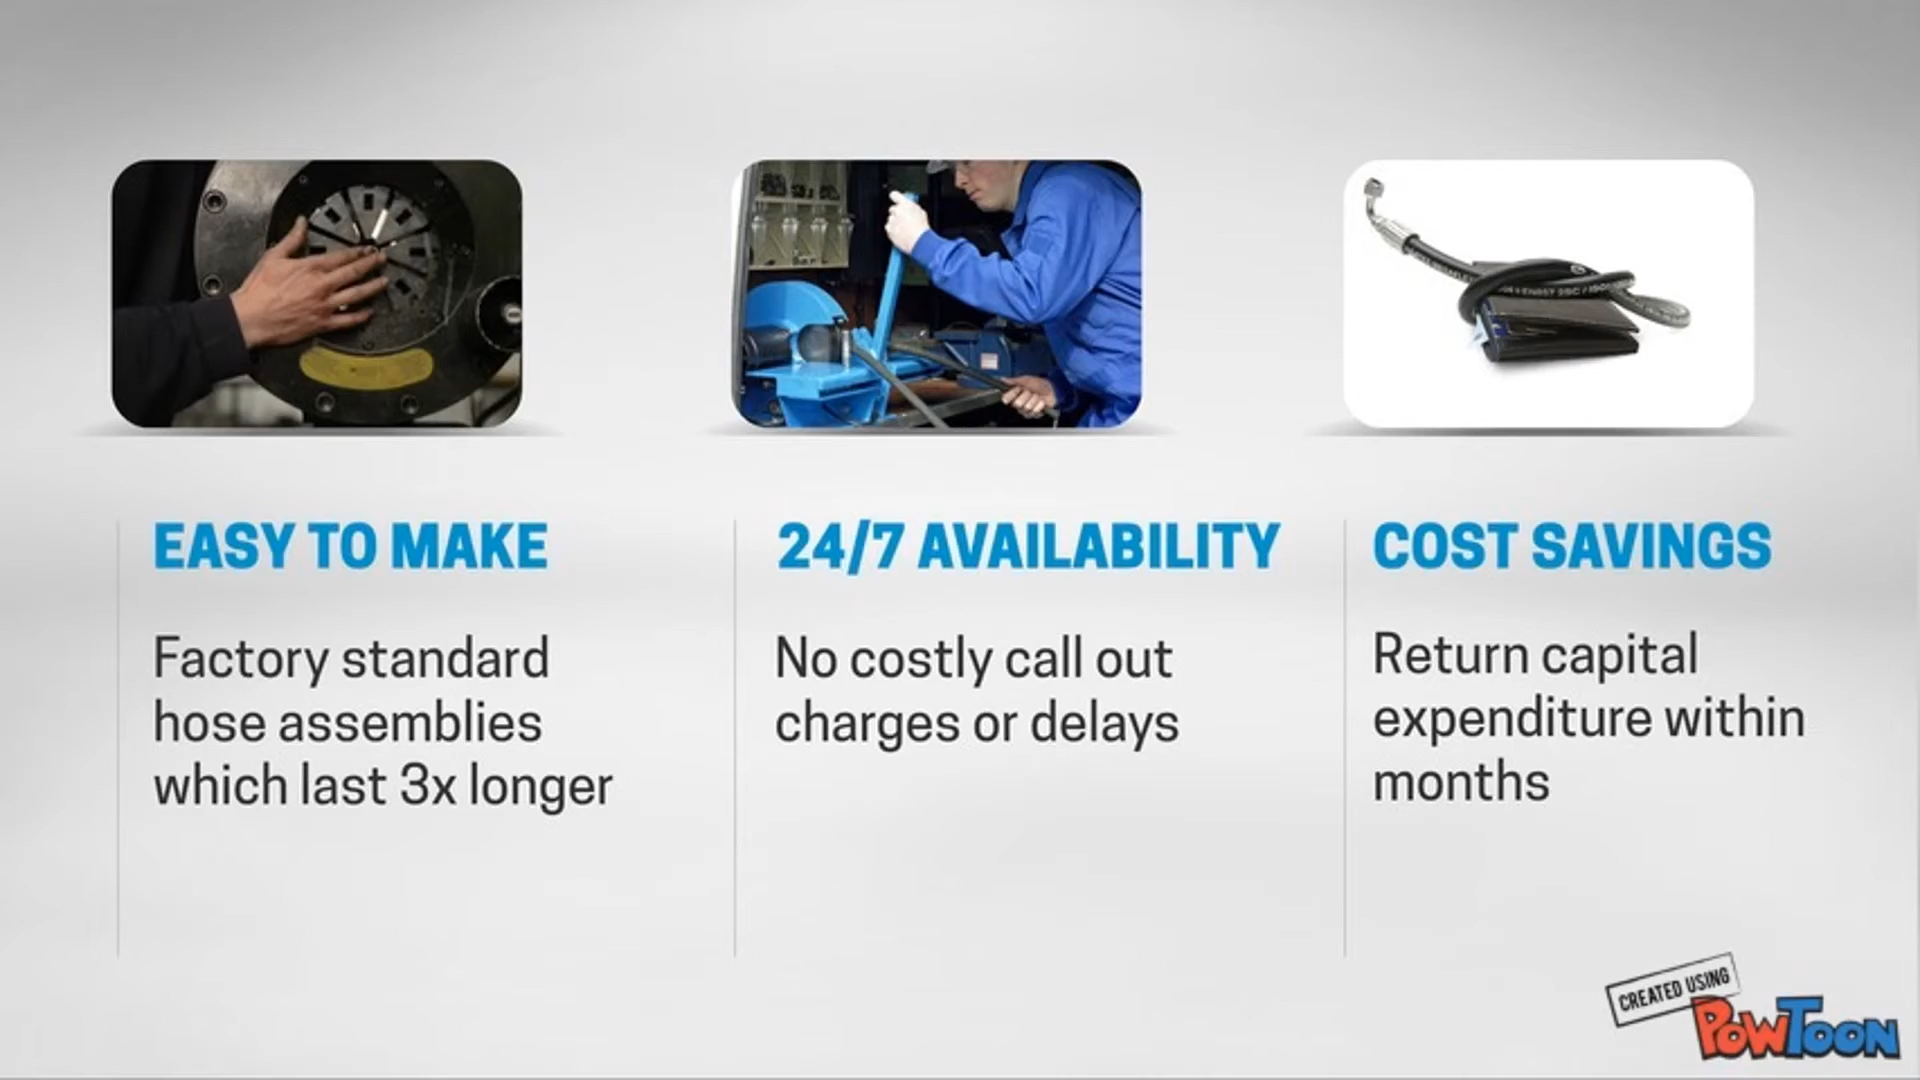 EASY TO MAKE
Factory standard
hose assemblies
which last 3x longer
24/7 AVAILABILITY
No costly call out
charges or delays
COST SAVINGS
Return capital
expenditure within
months
CREATED USING
POWTOON